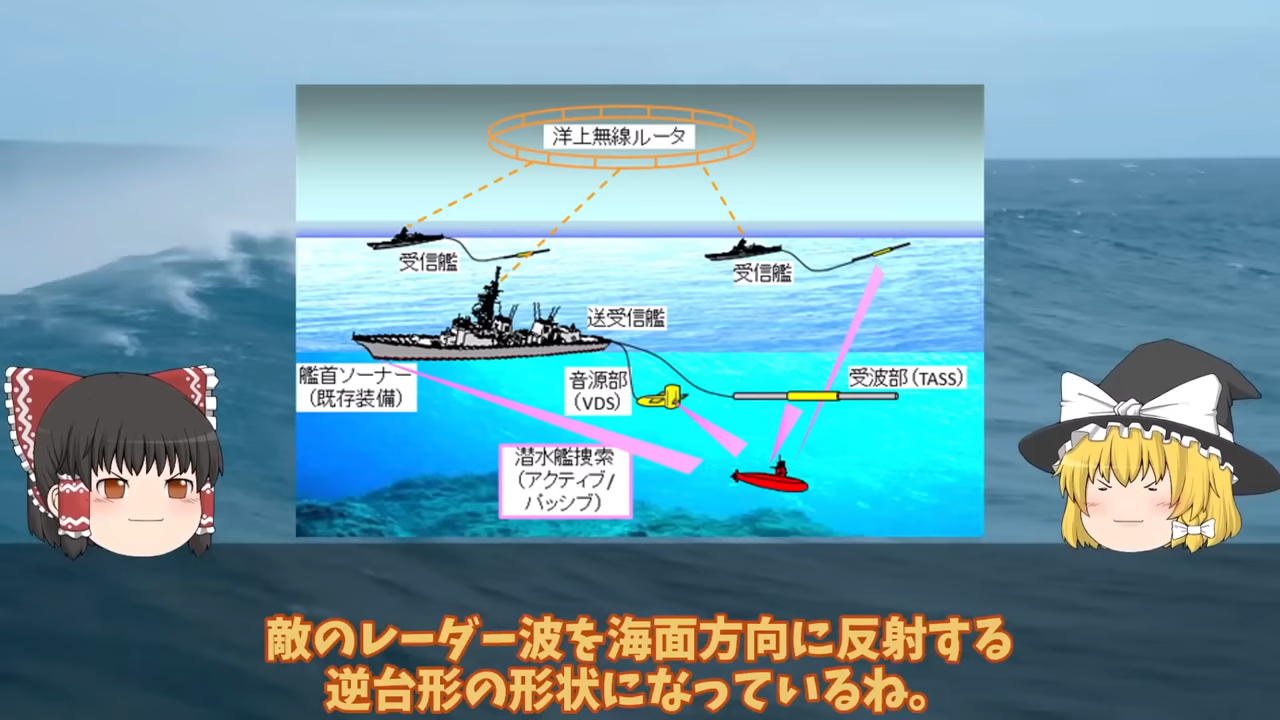 洋上無線ルータ
受信艦
受信艦
送受信艦
艦首ソーナー
（既存装備）
音源部
（VDS）
受波部（TASS）
潜水艦捜索
（アクティブ/
パッシブ）
敵のレーダー波を海面方向に反射する
逆台形の形状になっているね。